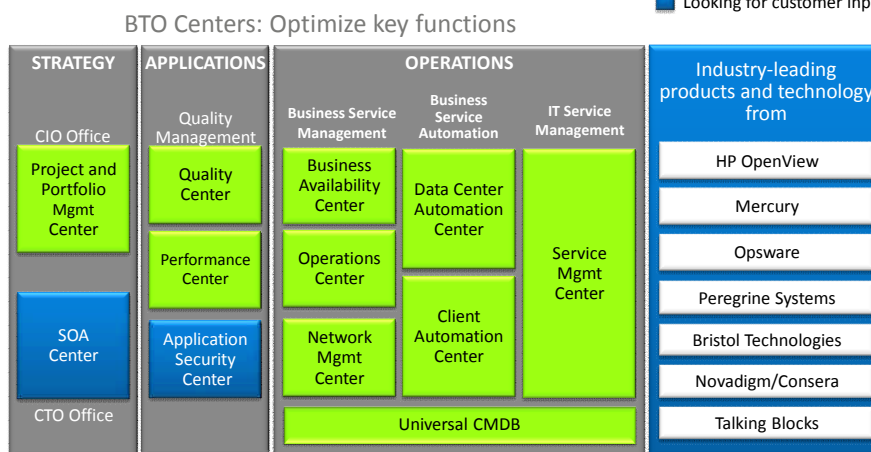 Looking for customer inp
BTO Centers: Optimize key functions
STRATEGY
CIO Office
Project and
Portfolio
Mgmt
Center
SOA
Center
CTO Office
APPLICATIONS
Quality
Management
Quality
Center
Performance
Center
Application
Security
Center
OPERATIONS
Business Service
Management
Business
Availability
Center
Operations
Center
Network
Mgmt
Center
Business
Service
Automation
Data Center
Automation
Center
Client
Automation
Center
IT Service
Management
Service
Mgmt
Center
Universal CMDB
Industry-leading
products and technology
from
HP OpenView
Mercury
Opsware
Peregrine Systems
Bristol Technologies
Novadigm/Consera
Talking Blocks